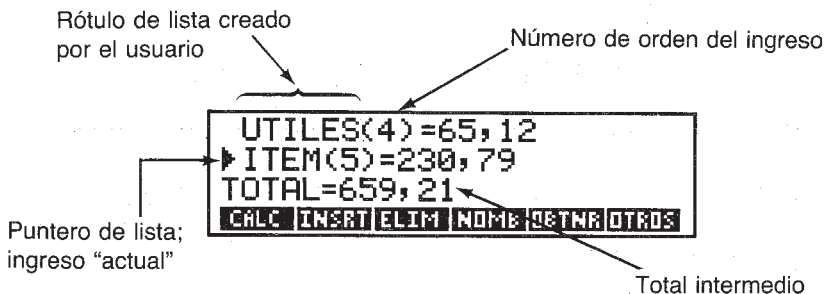 Rótulo de lista creado
por el usuario
Número de orden del ingreso
UTILES(4)=65,12
ITEM(5)=230,79
TOTAL=659,21
CALC INSRT ELIM NOMB OBTNR OTROS
Puntero de lista;
ingreso “actual”
Total intermedio